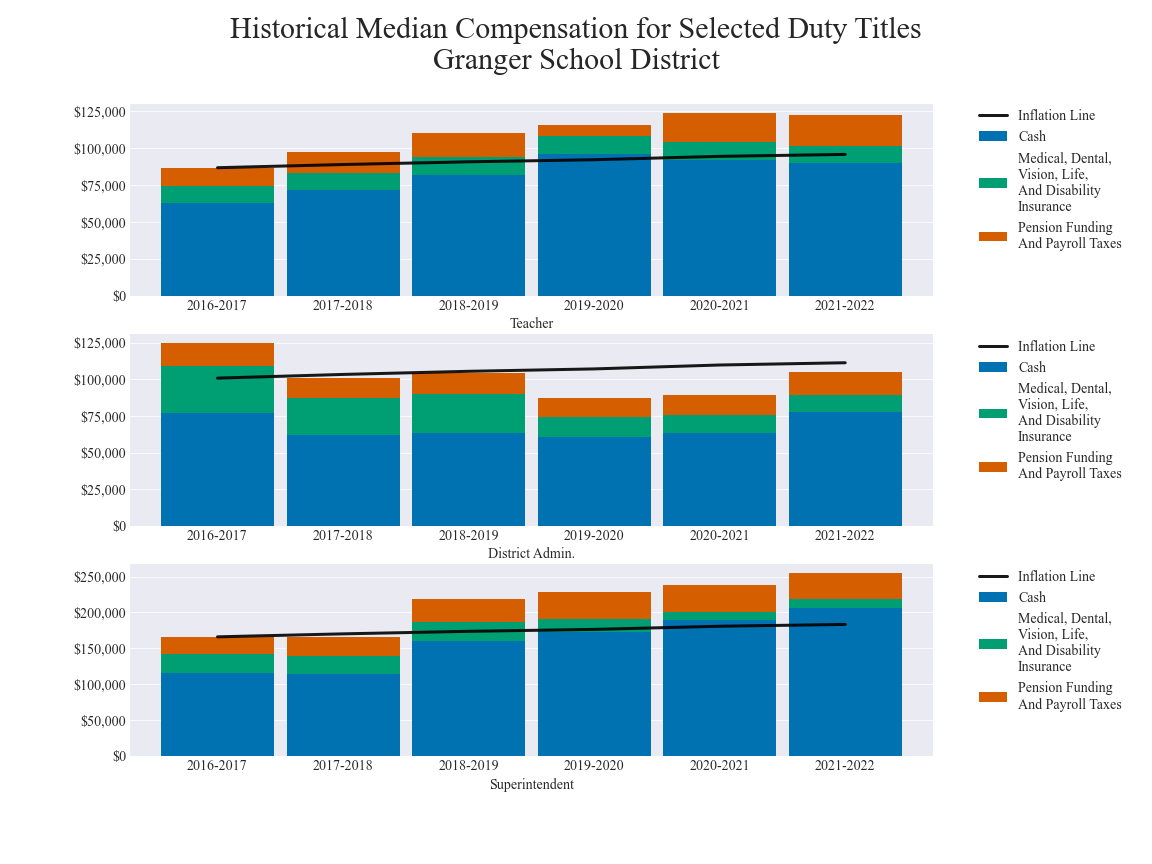 Historical Median Compensation for Selected Duty Titles
Granger School District
$125,000
$100,000
$75,000
$50,000
$25,000
$0
2016-2017 2017-2018 2018-2019 2019-2020 2020-2021 2021-2022
Teacher
Inflation Line
Cash
Medical, Dental,
Vision, Life,
And Disability
Insurance
Pension Funding
And Payroll Taxes
$125,000
$100,000
$75,000
$50,000
$25,000
$0
2016-2017 2017-2018 2018-2019 2019-2020 2020-2021 2021-2022
District Admin.
Inflation Line
Cash
Medical, Dental,
Vision, Life,
And Disability
Insurance
Pension Funding
And Payroll Taxes
$250,000
$200,000
$150,000
$100,000
$50,000
$0
2016-2017 2017-2018 2018-2019 2019-2020 2020-2021 2021-2022
Superintendent
Inflation Line
Cash
Medical, Dental,
Vision, Life,
And Disability
Insurance
Pension Funding
And Payroll Taxes